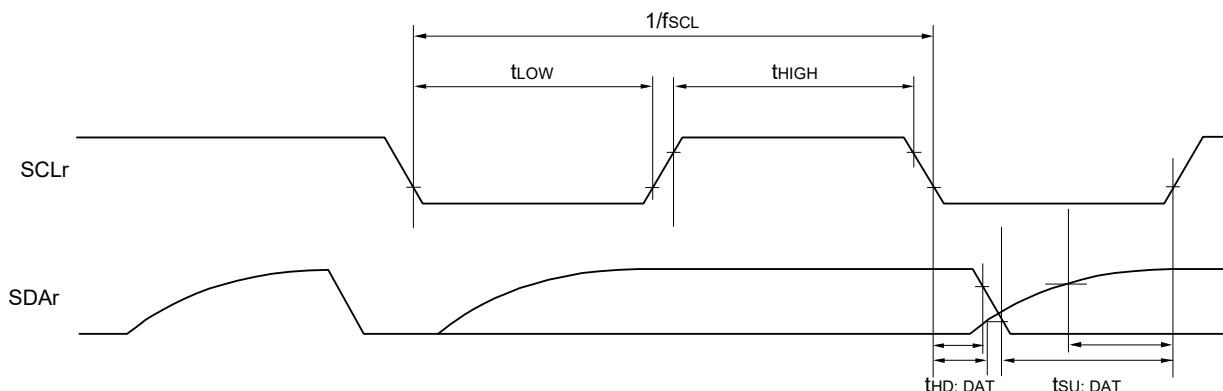 1/fSCL
tLOW
tHIGH
SCLr
SDAr
tHD: DAT
tSU: DAT